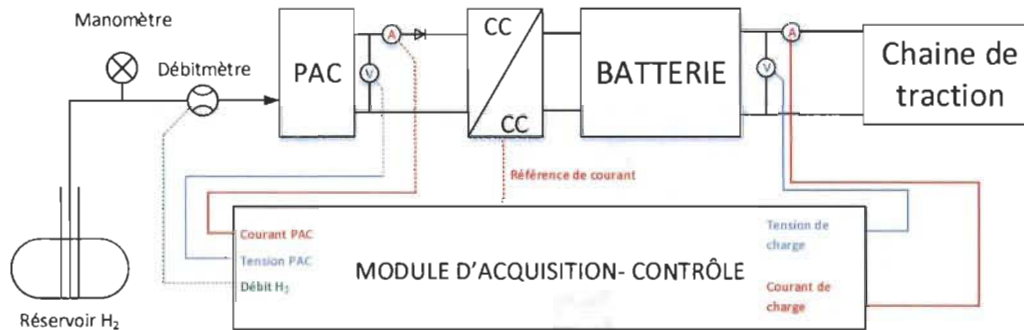 Manomètre
Débitmètre
PAC
A
V
CC
CC
BATTERIE
A
V
Chaine de
traction
Référence de courant
Réservoir H₂
Courant PAC
Tension PAC
Débit H₂
MODULE D'ACQUISITION- CONTRÔLE
Tension de
charge
Courant de
charge